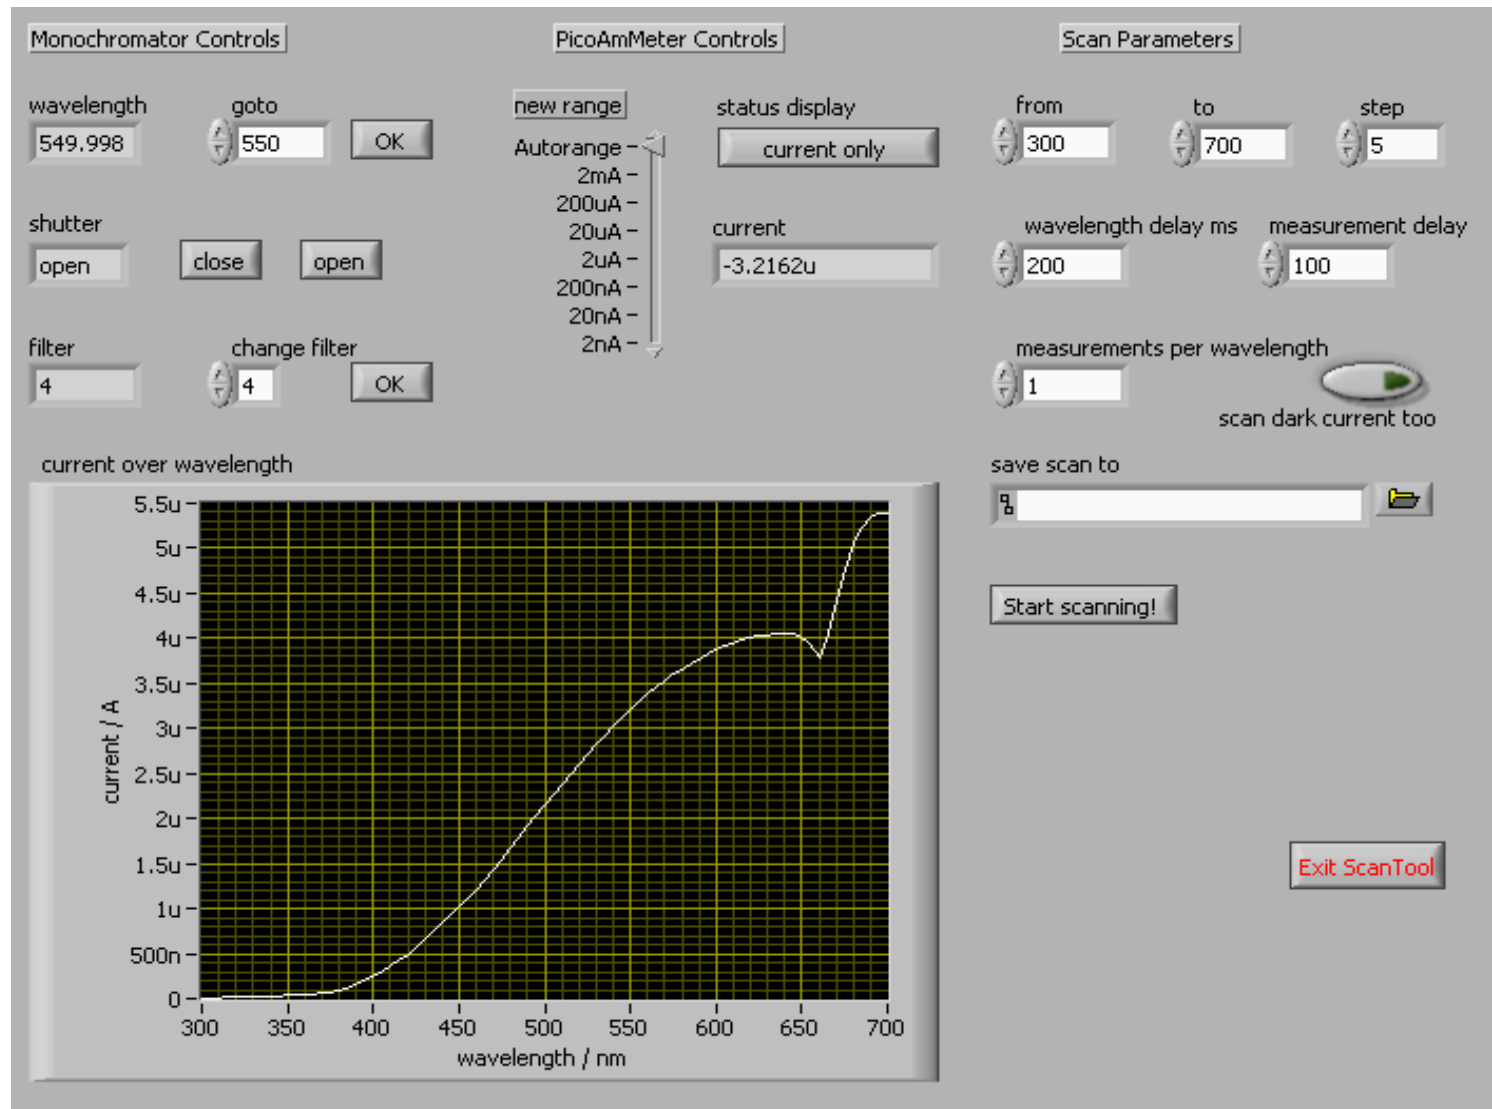 Monochromator Controls
PicoAmMeter Controls
Scan Parameters
wavelength
goto
549.998
550
OK
shutter
open
close
open
filter
change filter
4
4
OK
new range
Autorange
2mA
200uA
20uA
2uA
200nA
20nA
2nA
status display
current only
current
-3.2162u
from
to
step
300
700
5
wavelength delay ms
measurement delay
200
100
measurements per wavelength
1
scan dark current too
save scan to
Start scanning!
Exit ScanTool
current over wavelength
5.5u
5u
4.5u
4u
3.5u
3u
2.5u
2u
1.5u
1u
500n
0
current / A
300 350 400 450 500 550 600 650 700
wavelength / nm